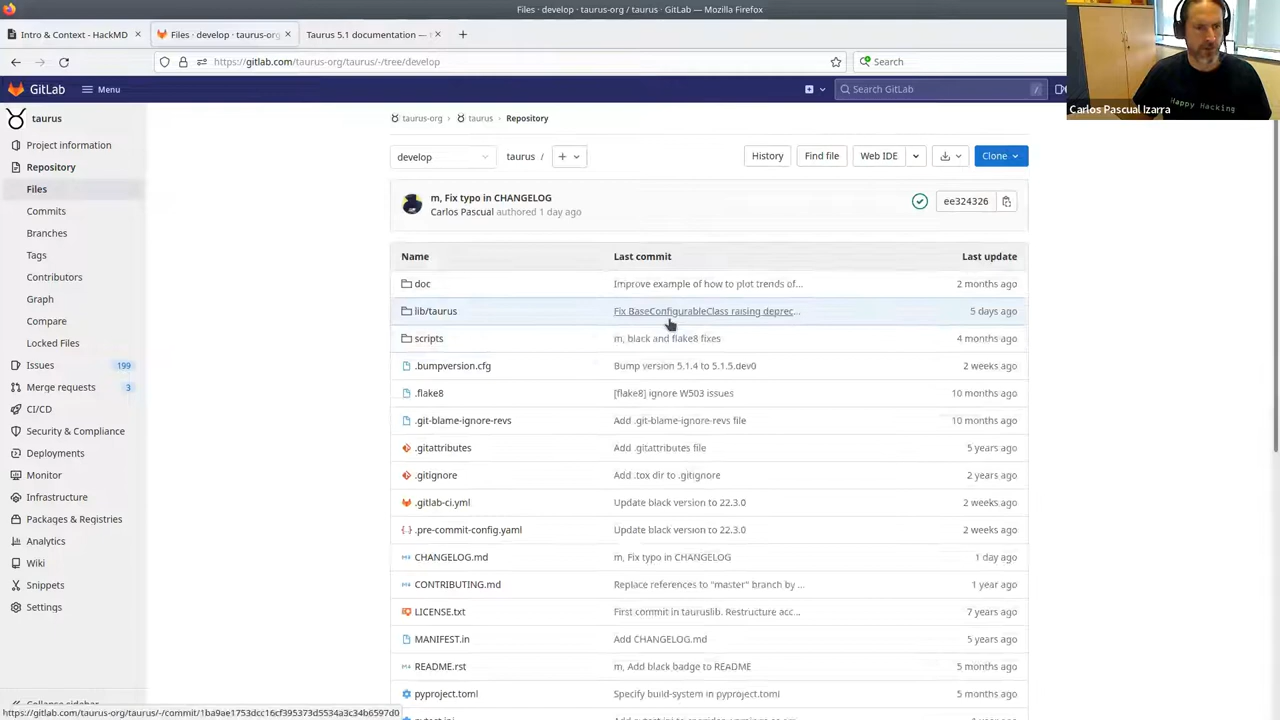 Files · develop · taurus-org / taurus · GitLab — Mozilla Firefox
Intro & Context - HackMD
Files · develop · taurus-org
Taurus 5.1 documentation —
https://gitlab.com/taurus-org/taurus/-/tree/develop
Search
GitLab
Menu
Search GitLab
/
Happy Hacking
Carlos Pascual Izarra
taurus
Project information
Repository
Files
Commits
Branches
Tags
Contributors
Graph
Compare
Locked Files
Issues 199
Merge requests 3
CI/CD
Security & Compliance
Deployments
Monitor
Infrastructure
Packages & Registries
Analytics
Wiki
Snippets
Settings
Collapse sidebar
taurus-org
taurus
Repository
develop
taurus /
+
History
Find file
Web IDE
Clone
m, Fix typo in CHANGELOG
Carlos Pascual authored 1 day ago
ee324326
Name Last commit Last update
doc Improve example of how to plot trends of... 2 months ago
lib/taurus Fix BaseConfigurableClass raising deprec... 5 days ago
scripts m, black and flake8 fixes 4 months ago
.bumpversion.cfg Bump version 5.1.4 to 5.1.5.dev0 2 weeks ago
.flake8 [flake8] ignore W503 issues 10 months ago
.git-blame-ignore-revs Add .git-blame-ignore-revs file 10 months ago
.gitattributes Add .gitattributes file 5 years ago
.gitignore Add .tox dir to .gitignore 2 years ago
.gitlab-ci.yml Update black version to 22.3.0 2 weeks ago
.pre-commit-config.yaml Update black version to 22.3.0 2 weeks ago
CHANGELOG.md m, Fix typo in CHANGELOG 1 day ago
CONTRIBUTING.md Replace references to "master" branch by ... 1 year ago
LICENSE.txt First commit in tauruslib. Restructure acc... 7 years ago
MANIFEST.in Add CHANGELOG.md 5 years ago
README.rst m, Add black badge to README 5 months ago
pyproject.toml Specify build-system in pyproject.toml 5 months ago
https://gitlab.com/taurus-org/taurus/-/commit/1ba9ae1753dcc16cf395373d5534a3c34b6597d0